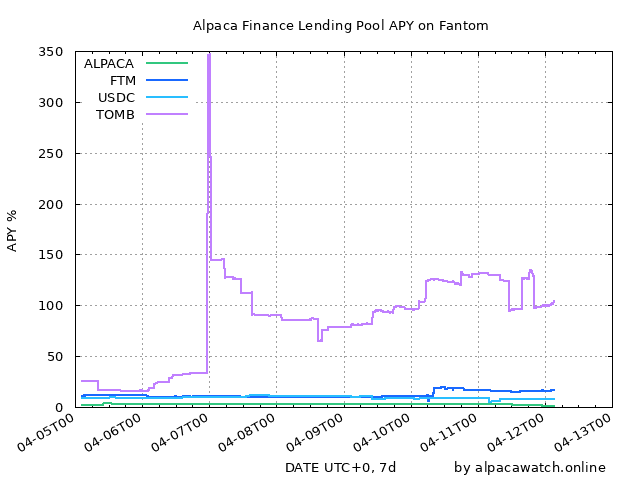 Alpaca Finance Lending Pool APY on Fantom
350
300
250
200
150
100
50
0
APY %
ALPACA
FTM
USDC
TOMB
04-05T00
04-06T00
04-07T00
04-08T00
04-09T00
04-10T00
04-11T00
04-12T00
04-13T00
DATE UTC+0, 7d
by alpacawatch.online